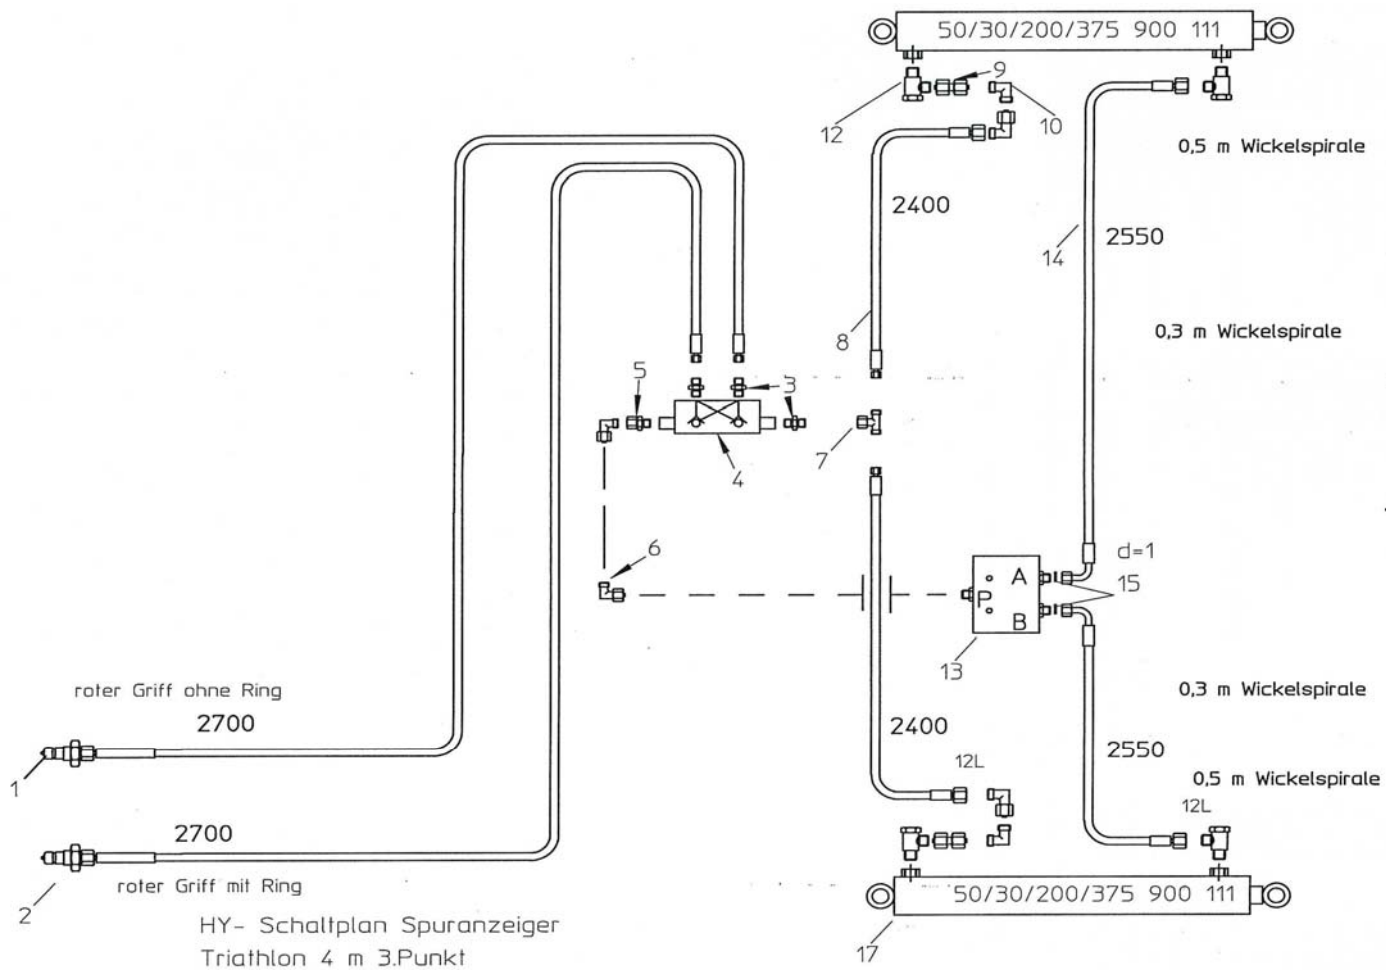 50/30/200/375 900 111
9
12
10
0,5 m Wickelspirale
2400
14
2550
8
0,3 m Wickelspirale
5
3
7
4
6
d=1
A
15
P
B
13
roter Griff ohne Ring
2700
0,3 m Wickelspirale
2400
12L
2550
0,5 m Wickelspirale
1
12L
2700
roter Griff mit Ring
2
50/30/200/375 900 111
17
HY- Schaltplan Spuranzeiger
Triathlon 4 m 3.Punkt